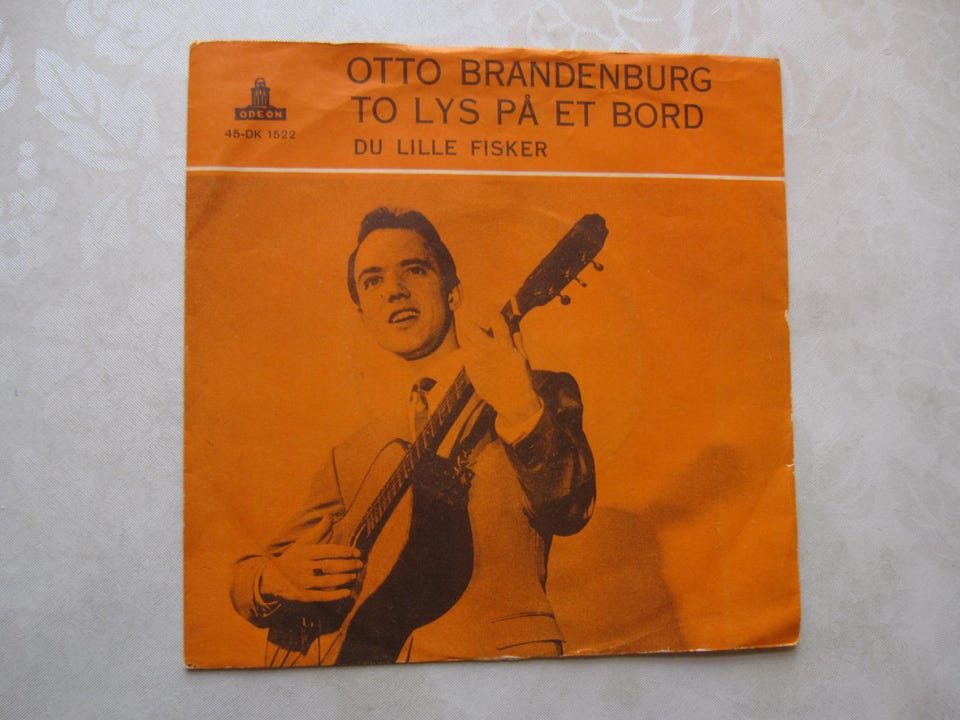 OTTO BRANDENBURG
TO LYS PÅ ET BORD
DU LILLE FISKER
ODEON
45-DK 1522